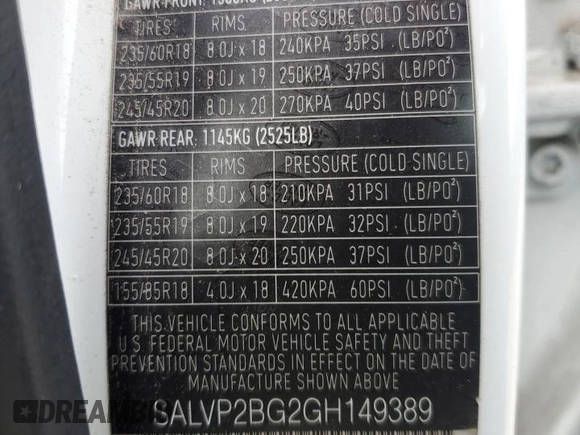 TIRES RIMS PRESSURE (COLD SINGLE)
235/60R18 8.0J x 18 240KPA 35PSI (LB/PO²)
235/55R19 8.0J x 19 250KPA 37PSI (LB/PO²)
245/45R20 8.0J x 20 270KPA 40PSI (LB/PO²)
GAWR REAR: 1145KG (2525LB)
TIRES RIMS PRESSURE (COLD SINGLE)
235/60R18 8.0J x 18 210KPA 31PSI (LB/PO²)
235/55R19 8.0J x 19 220KPA 32PSI (LB/PO²)
245/45R20 8.0J x 20 250KPA 37PSI (LB/PO²)
155/85R18 4.0J x 18 420KPA 60PSI (LB/PO²)
THIS VEHICLE CONFORMS TO ALL APPLICABLE
U.S. FEDERAL MOTOR VEHICLE SAFETY AND THEFT
PREVENTION STANDARDS IN EFFECT ON THE DATE OF
MANUFACTURE SHOWN ABOVE
SALVP2BG2GH149389
EPICVIN